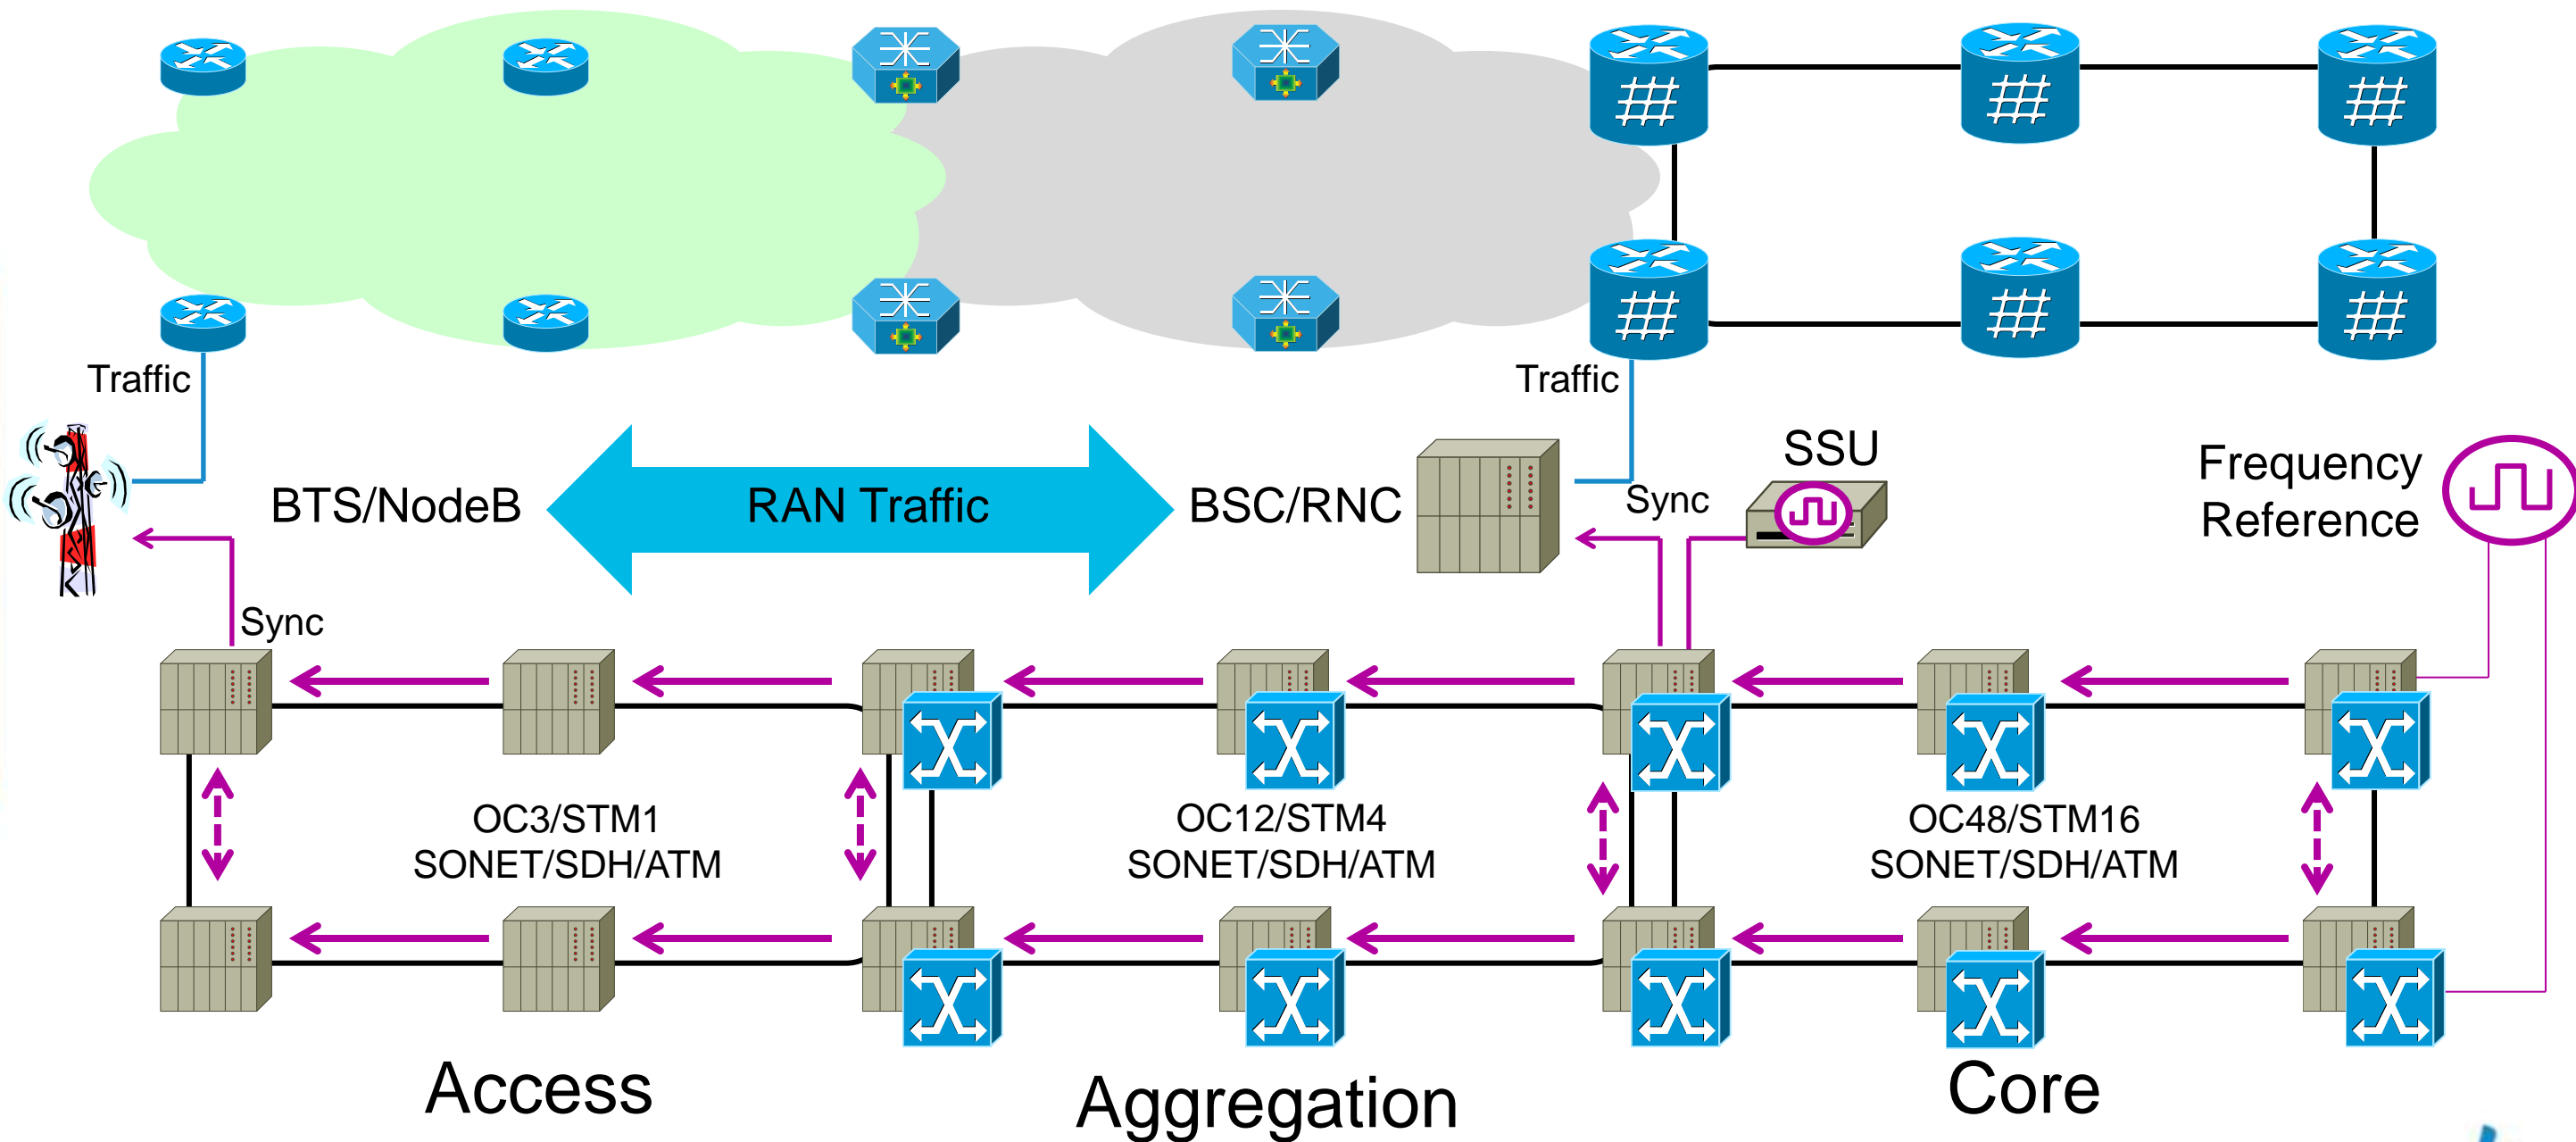 Traffic
Traffic
BTS/NodeB
RAN Traffic
BSC/RNC
Sync
SSU
Frequency
Reference
Sync
OC3/STM1
SONET/SDH/ATM
OC12/STM4
SONET/SDH/ATM
OC48/STM16
SONET/SDH/ATM
Access
Aggregation
Core